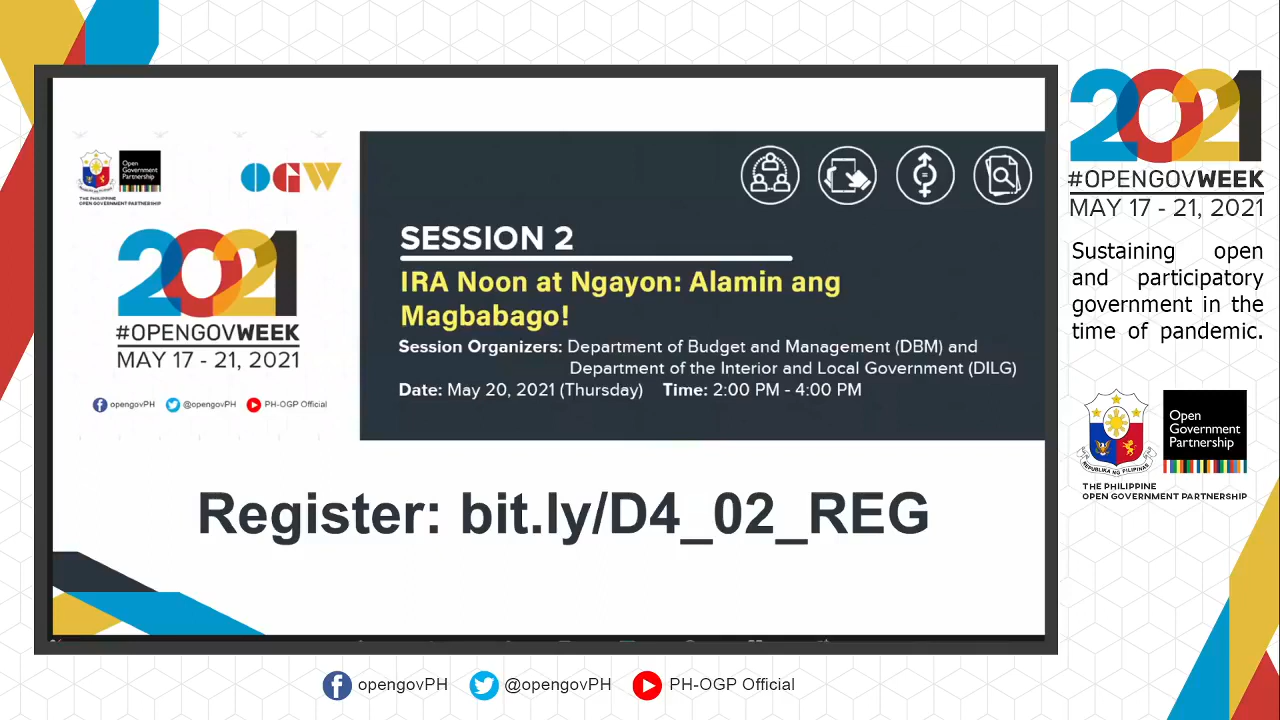 Open
Government
Partnership
THE PHILIPPINE
OPEN GOVERNMENT PARTNERSHIP
OGW
2021
#OPENGOVWEEK
MAY 17 - 21, 2021
opengovPH
@opengovPH
PH-OGP Official
SESSION 2
IRA Noon at Ngayon: Alamin ang
Magbabago!
Session Organizers: Department of Budget and Management (DBM) and
Department of the Interior and Local Government (DILG)
Date: May 20, 2021 (Thursday) Time: 2:00 PM - 4:00 PM
Register: bit.ly/D4_02_REG
2021
#OPENGOVWEEK
MAY 17 - 21, 2021
Sustaining open
and participatory
government in the
time of pandemic.
REPUBLIKA NG PILIPINAS
Open
Government
Partnership
THE PHILIPPINE
OPEN GOVERNMENT PARTNERSHIP
opengovPH
@opengovPH
PH-OGP Official